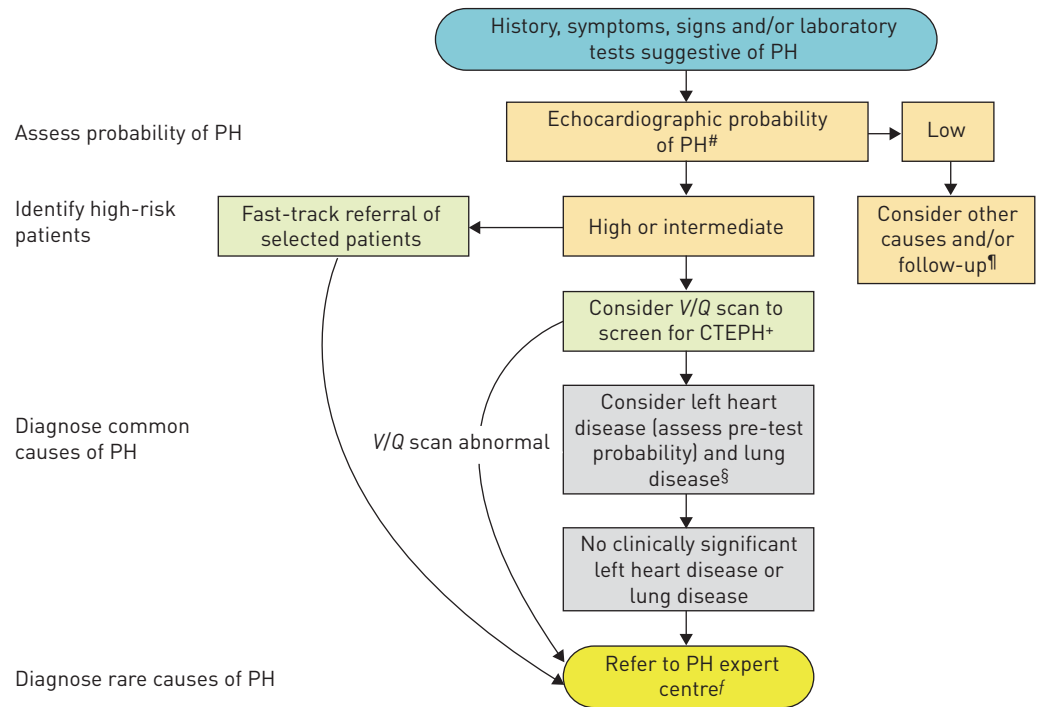 History, symptoms, signs and/or laboratory
tests suggestive of PH
Assess probability of PH
Echocardiographic probability
of PH#
Low
Identify high-risk
patients
Fast-track referral of
selected patients
High or intermediate
Consider other
causes and/or
follow-up¶
Consider V/Q scan to
screen for CTEPH+
Diagnose common
causes of PH
V/Q scan abnormal
Consider left heart
disease (assess pre-test
probability) and lung
disease§
No clinically significant
left heart disease or
lung disease
Diagnose rare causes of PH
Refer to PH expert
centreƒ